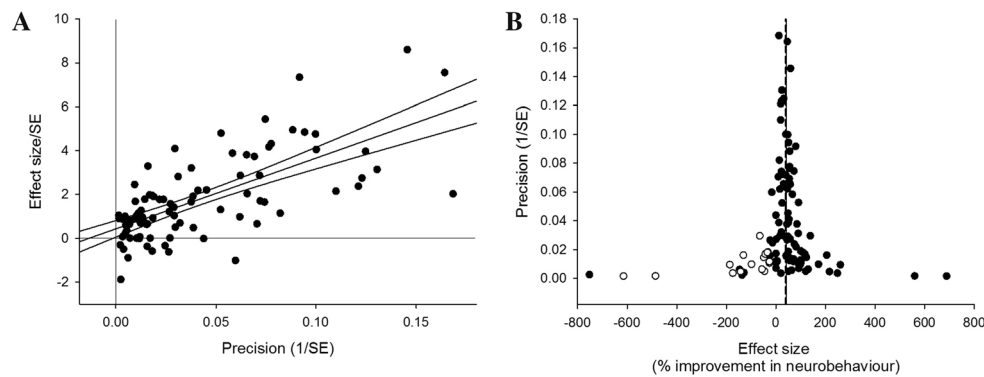 A
10
8
6
4
2
0
-2
Effect size/SE
0.00 0.05 0.10 0.15
Precision (1/SE)
B
0.18
0.16
0.14
0.12
0.10
0.08
0.06
0.04
0.02
0.00
Precision (1/SE)
-800 -600 -400 -200 0 200 400 600 800
Effect size
(% improvement in neurobehaviour)